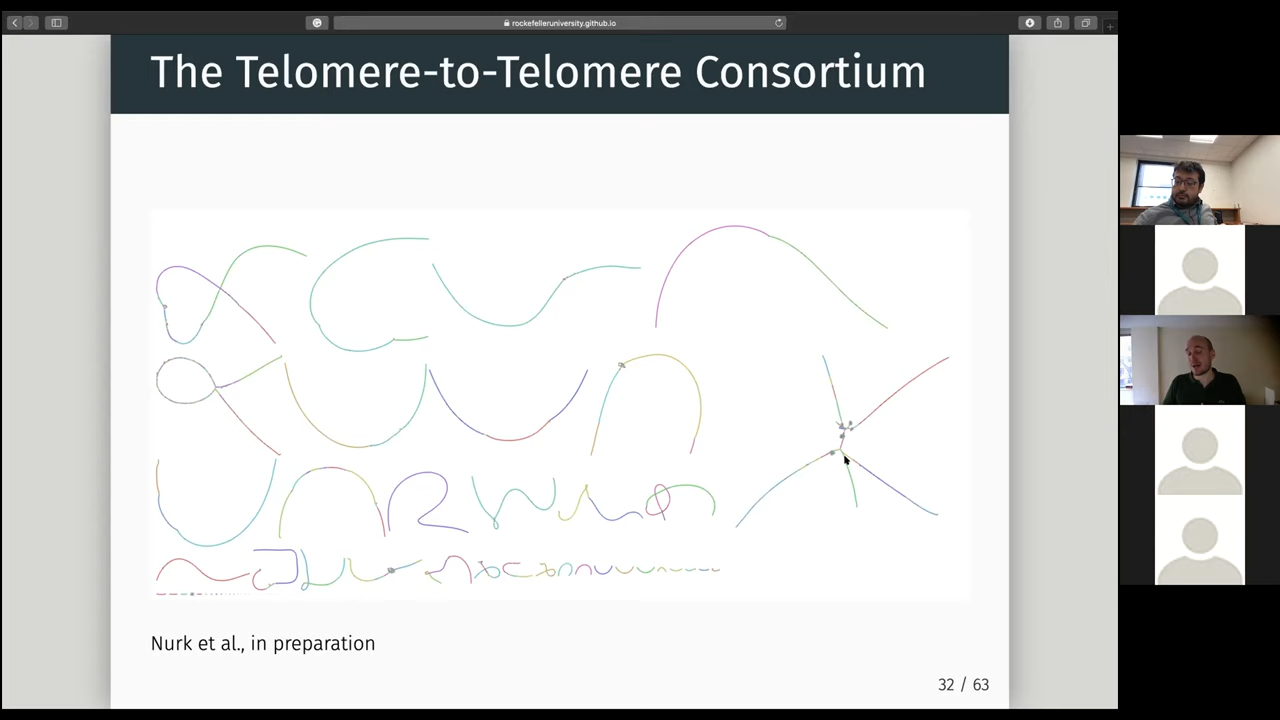 rockefelleruniversity.github.io
The Telomere-to-Telomere Consortium
Nurk et al., in preparation
32 / 63